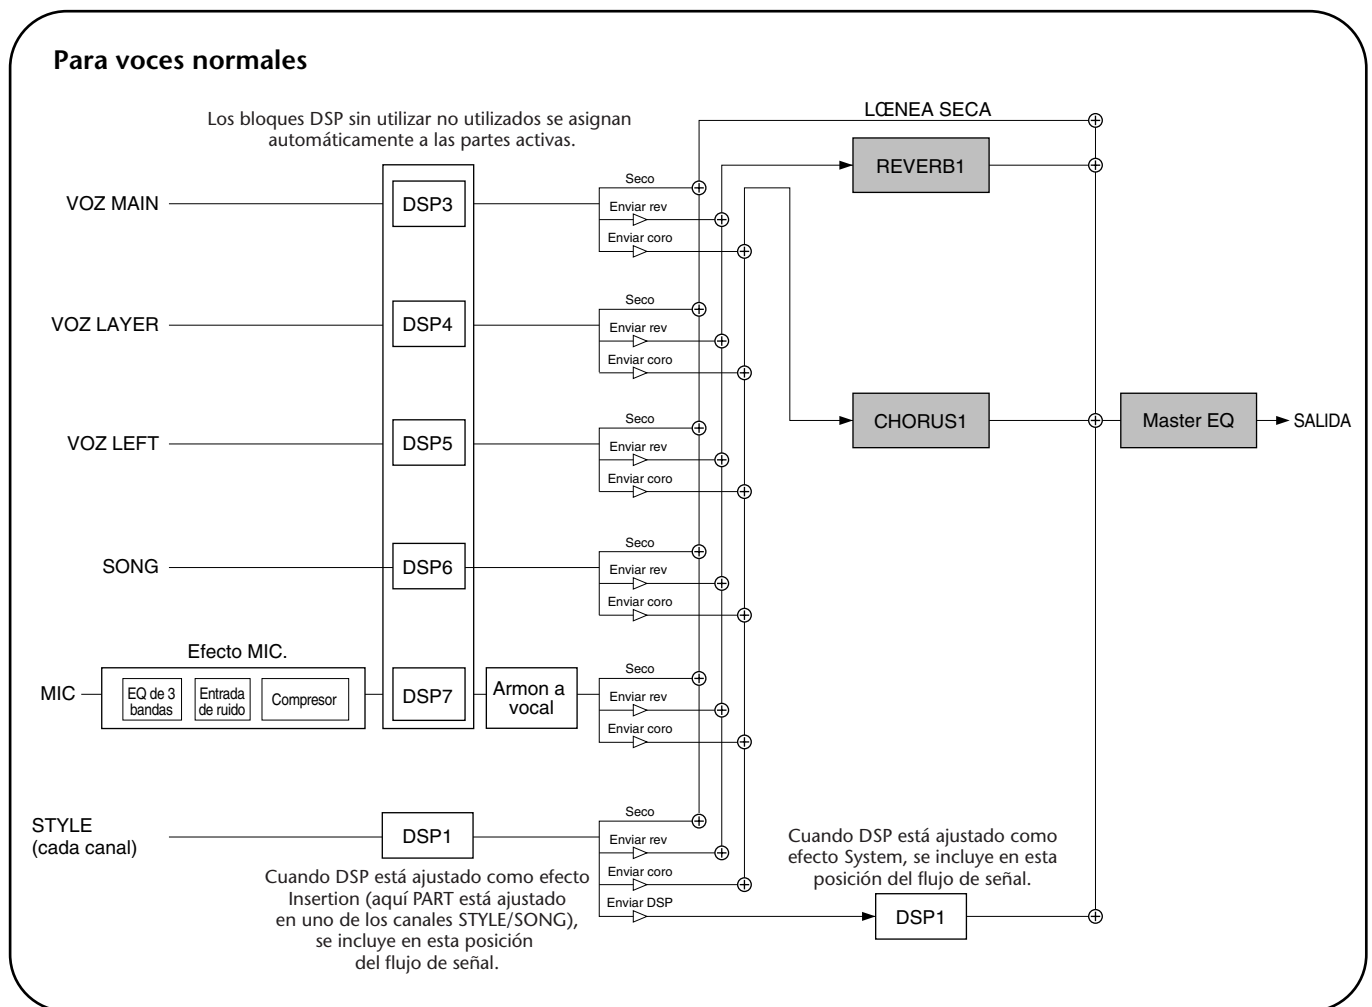 Para voces normales
Los bloques DSP sin utilizar no utilizados se asignan
automáticamente a las partes activas.
LŒNEA SECA
REVERB1
VOZ MAIN
DSP3
Seco
Enviar rev
Enviar coro
VOZ LAYER
DSP4
Seco
Enviar rev
Enviar coro
CHORUS1
Master EQ
SALIDA
VOZ LEFT
DSP5
Seco
Enviar rev
Enviar coro
SONG
DSP6
Seco
Enviar rev
Enviar coro
Efecto MIC.
MIC
EQ de 3
bandas
Entrada
de ruido
Compresor
DSP7
Armon a
vocal
Seco
Enviar rev
Enviar coro
STYLE
(cada canal)
DSP1
Seco
Enviar rev
Enviar coro
Enviar DSP
Cuando DSP está ajustado como efecto
Insertion (aquí PART está ajustado
en uno de los canales STYLE/SONG),
se incluye en esta posición
del flujo de señal.
Cuando DSP está ajustado como
efecto System, se incluye en esta
posición del flujo de señal.
DSP1